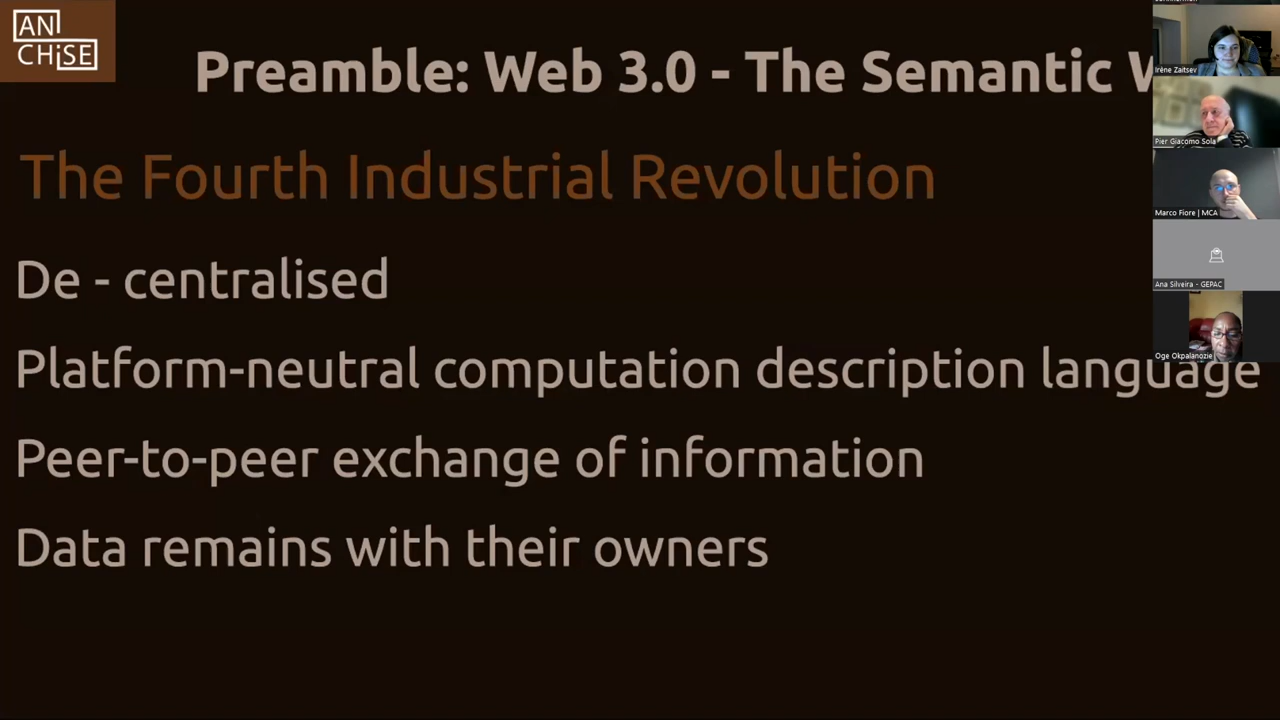 AN
CHiSE
Preamble: Web 3.0 - The Semantic
The Fourth Industrial Revolution
De - centralised
Platform-neutral computation description language
Peer-to-peer exchange of information
Data remains with their owners
Irène Zaitsev
Pier Giacomo Sola
Marco Fiore | MCA
Ana Silveira - GEPAC
Oge Okpalanozie